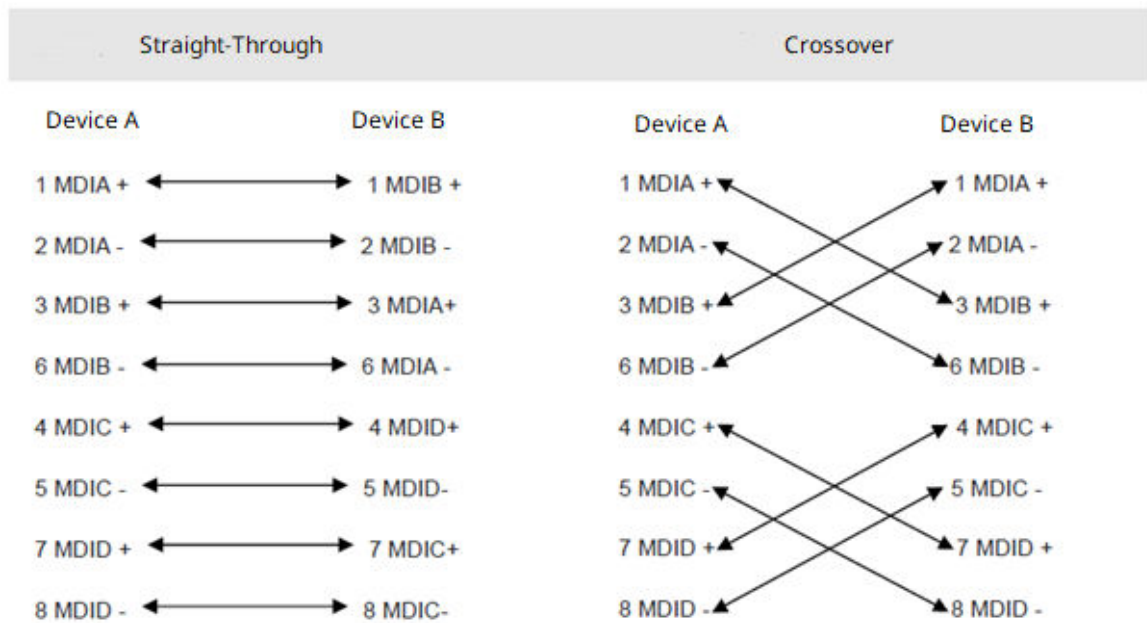 Straight-Through Crossover
Device A Device B Device A Device B
1 MDIA + 1 MDIB + 1 MDIA + 1 MDIA +
2 MDIA - 2 MDIB - 2 MDIA - 2 MDIA -
3 MDIB + 3 MDIA+ 3 MDIB + 3 MDIB +
6 MDIB - 6 MDIA - 6 MDIB - 6 MDIB -
4 MDIC + 4 MDID+ 4 MDIC + 4 MDIC +
5 MDIC - 5 MDID- 5 MDIC - 5 MDIC -
7 MDID + 7 MDIC+ 7 MDID + 7 MDID +
8 MDID - 8 MDIC- 8 MDID - 8 MDID -